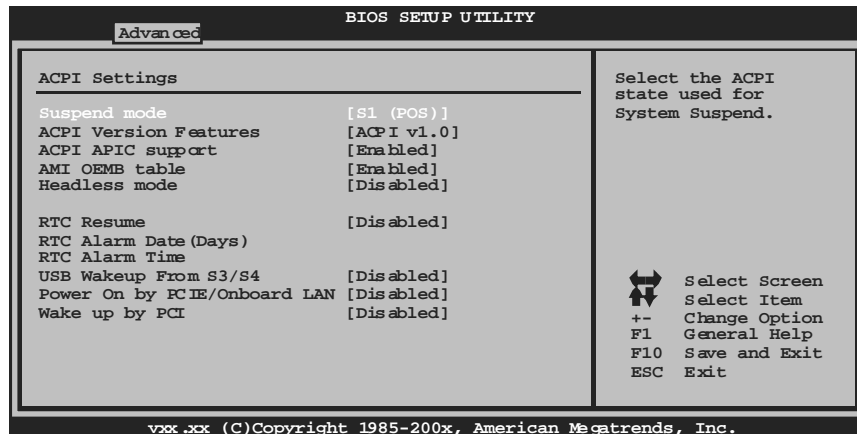 BIOS SETUP UTILITY
Advanced
ACPI Settings
Suspend mode [S1 (POS)]
ACPI Version Features [ACPI v1.0]
ACPI APIC support [Enabled]
AMI OEMB table [Enabled]
Headless mode [Disabled]
RTC Resume [Disabled]
RTC Alarm Date(Days)
RTC Alarm Time
USB Wakeup From S3/S4 [Disabled]
Power On by PCIE/Onboard LAN [Disabled]
Wake up by PCI [Disabled]
Select the ACPI
state used for
System Suspend.
Select Screen
Select Item
+- Change Option
F1 General Help
F10 Save and Exit
ESC Exit
vxx.xx (C)Copyright 1985-200x, American Megatrends, Inc.